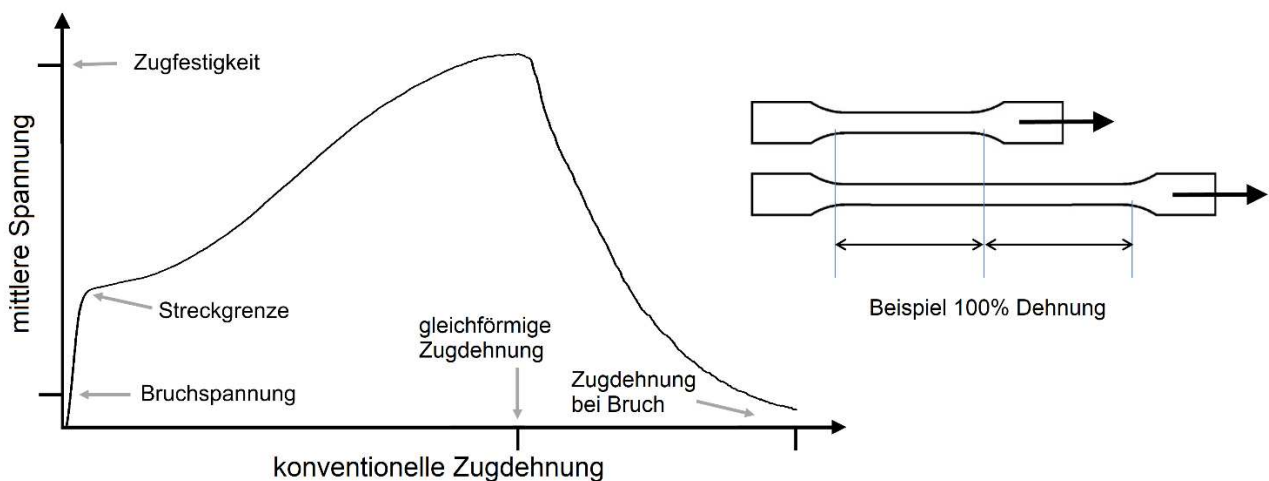 mittlere Spannung
Zugfestigkeit
Streckgrenze
Bruchspannung
gleichförmige
Zugdehnung
Zugdehnung
bei Bruch
konventionelle Zugdehnung
Beispiel 100% Dehnung